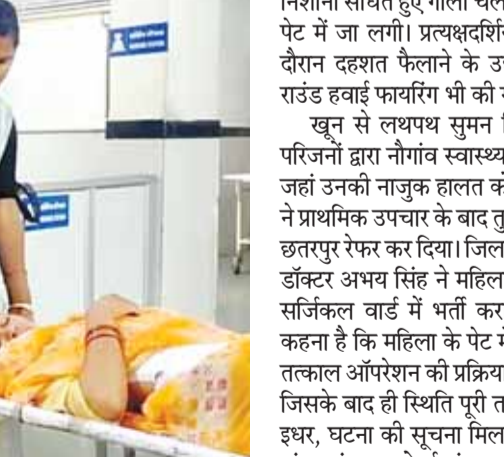 निशाना साधते हुए गोली चल
पेट में जा लगी। प्रत्यक्षदर्शि
दौरान दहशत फैलाने के उ
राउंड हवाई फायरिंग भी की
खून से लथपथ सुमन
परिजनों द्वारा नौगांव स्वास्थ्य
जहां उनकी नाजुक हालत क
ने प्राथमिक उपचार के बाद तु
छतरपुर रेफर कर दिया। जिल
डॉक्टर अभय सिंह ने महिला
सर्जिकल वार्ड में भर्ती कर
कहना है कि महिला के पेट म
तत्काल ऑपरेशन की प्रक्रिया
जिसके बाद ही स्थिति पूरी त
इधर, घटना की सूचना मिल